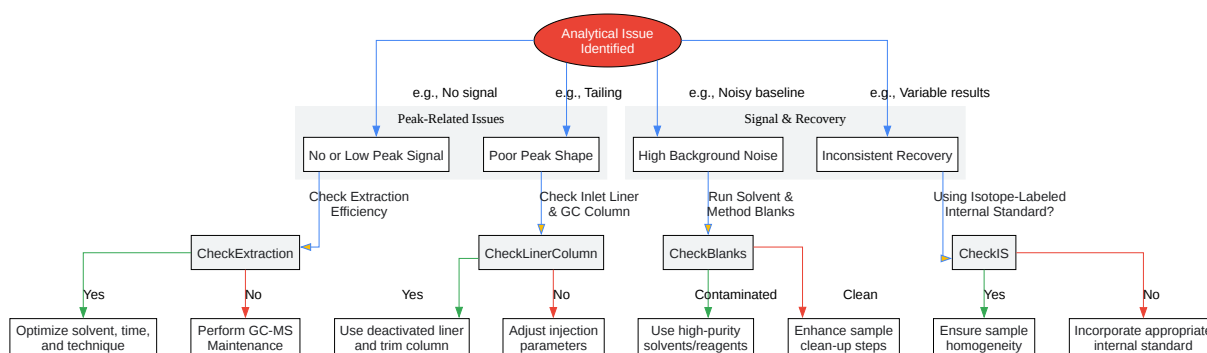 Analytical Issue
Identified
e.g., No signal
e.g., Tailing
e.g., Noisy baseline
e.g., Variable results
Peak-Related Issues
Signal & Recovery
No or Low Peak Signal
Poor Peak Shape
High Background Noise
Inconsistent Recovery
Check Extraction
Efficiency
Check Inlet Liner
& GC Column
Run Solvent &
Method Blanks
Using Isotope-Labeled
Internal Standard?
CheckExtraction
CheckLinerColumn
CheckBlanks
CheckIS
Yes
No
Yes
No
Contaminated
Clean
Yes
No
Optimize solvent, time,
and technique
Perform GC-MS
Maintenance
Use deactivated liner
and trim column
Adjust injection
parameters
Use high-purity
solvents/reagents
Enhance sample
clean-up steps
Ensure sample
homogeneity
Incorporate appropriate
internal standard